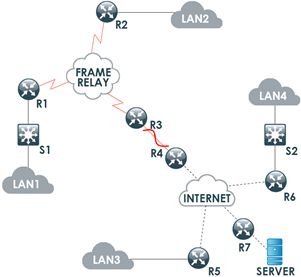 R2
LAN2
FRAME
RELAY
LAN4
R1
R3
S1
R4
S2
LAN1
INTERNET
R6
R7
LAN3
R5
SERVER